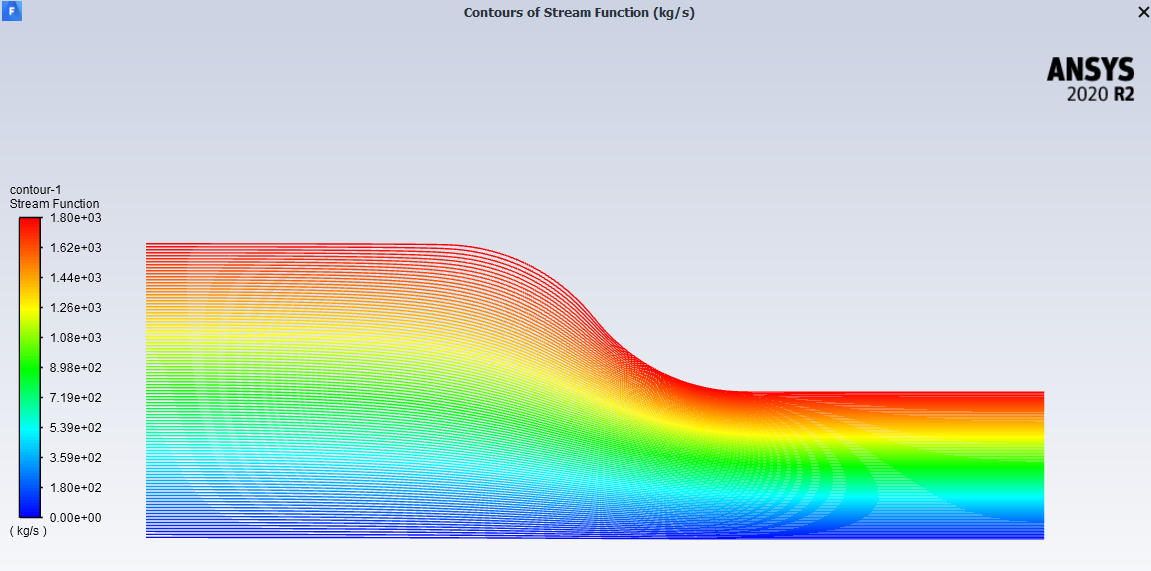 F
Contours of Stream Function (kg/s)
ANSYS
2020 R2
contour-1
Stream Function
1.80e+03
1.62e+03
1.44e+03
1.26e+03
1.08e+03
8.98e+02
7.19e+02
5.39e+02
3.59e+02
1.80e+02
0.00e+00
( kg/s )